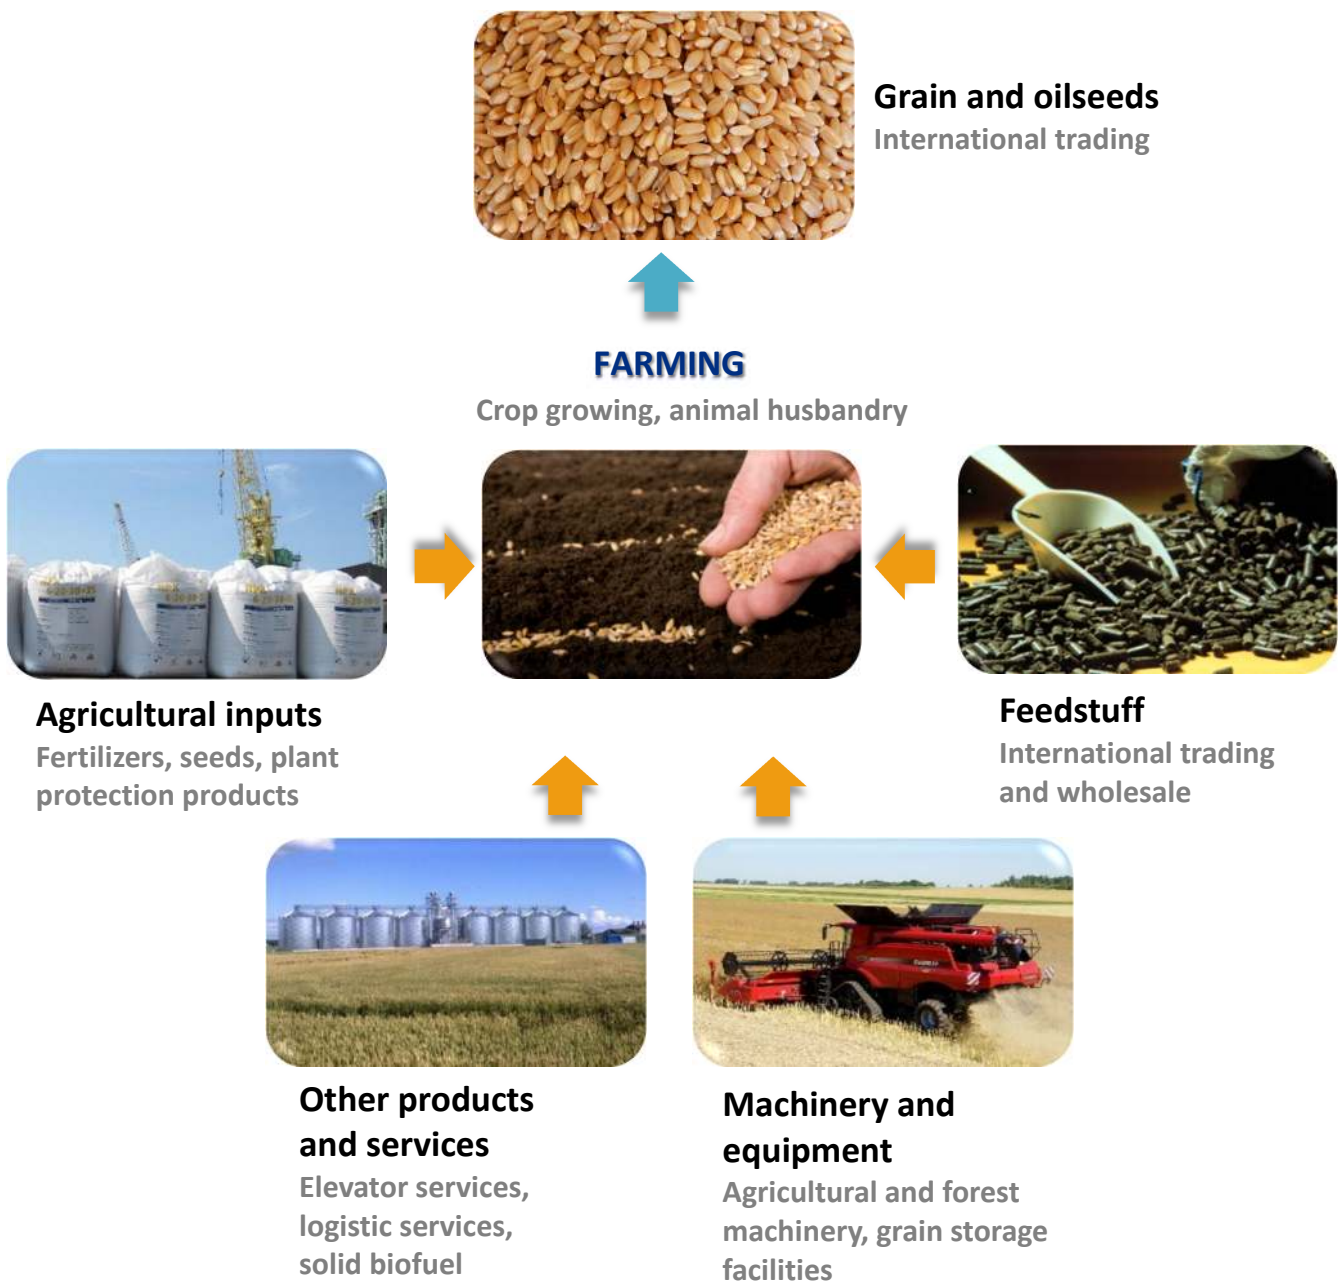 Grain and oilseeds
International trading
FARMING
Crop growing, animal husbandry
Agricultural inputs
Fertilizers, seeds, plant
protection products
Feedstuff
International trading
and wholesale
Other products
and services
Elevator services,
logistic services,
solid biofuel
Machinery and
equipment
Agricultural and forest
machinery, grain storage
facilities